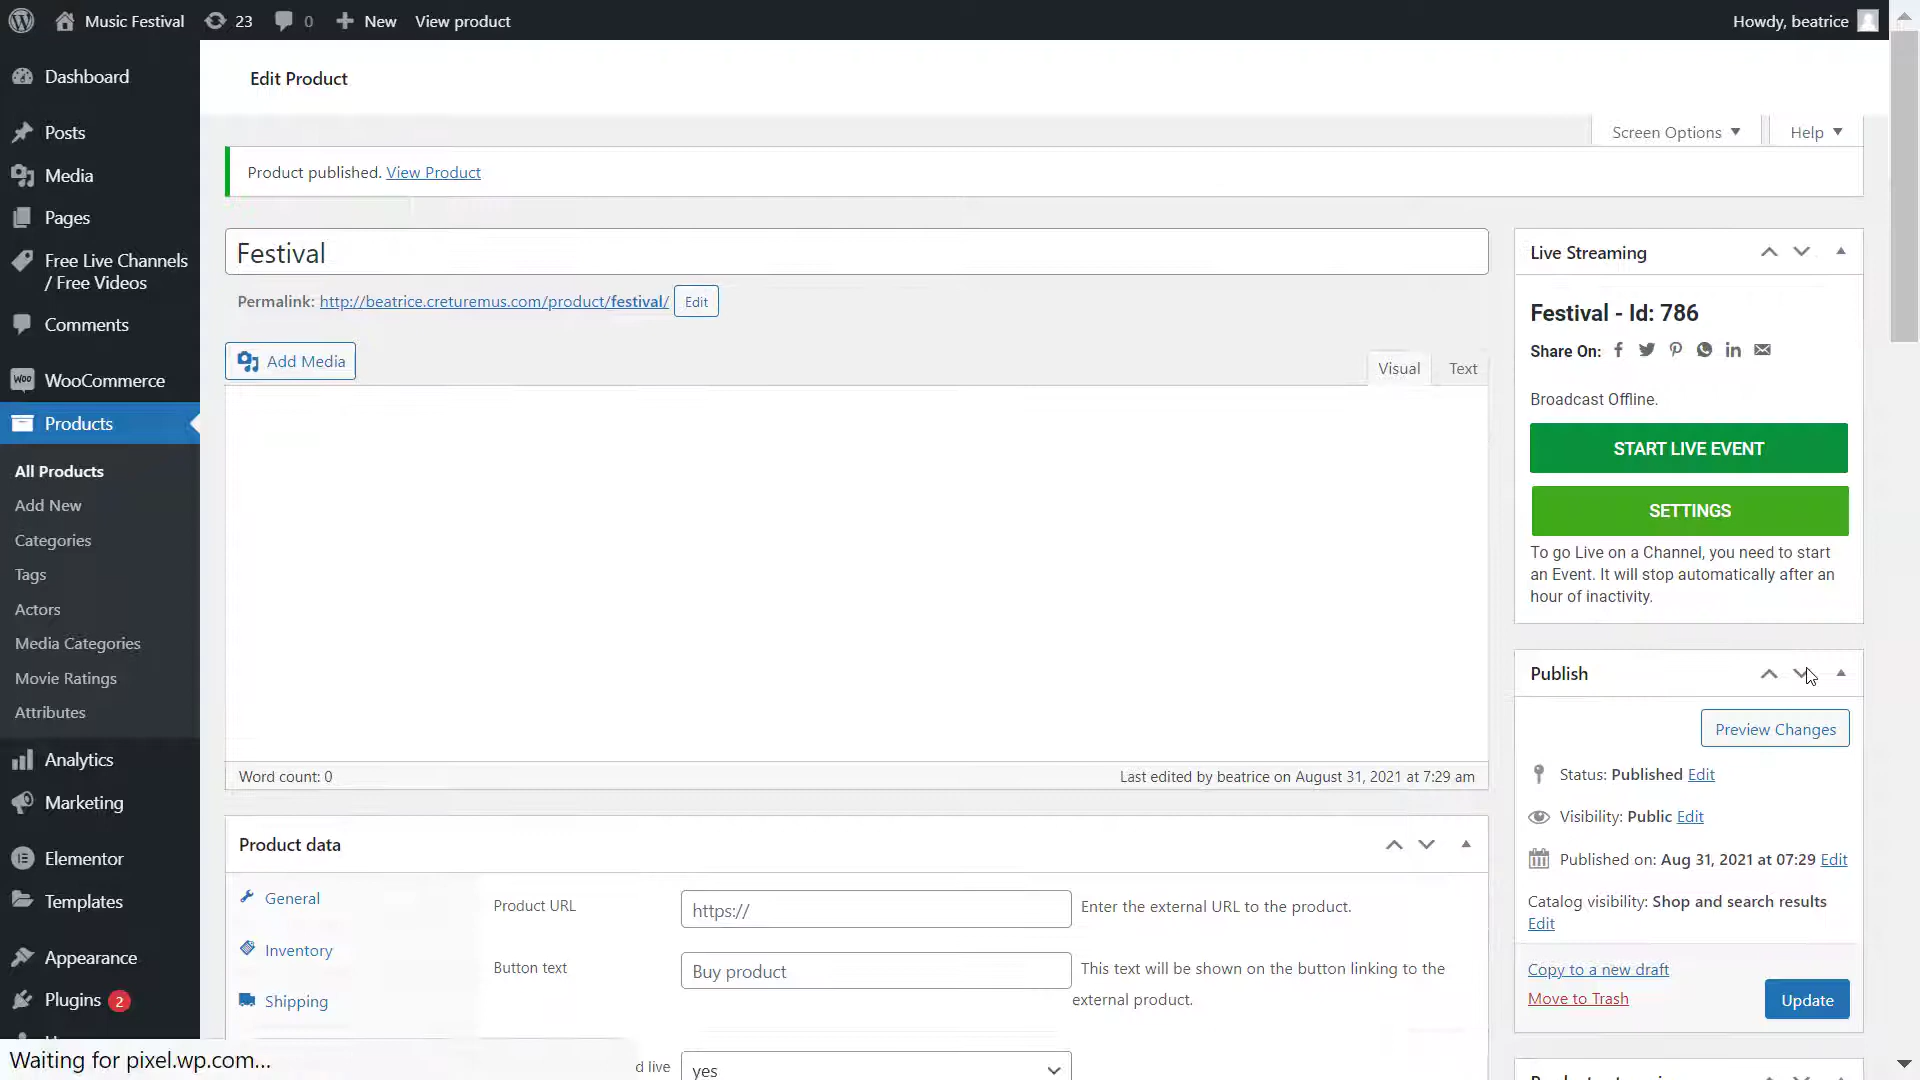 Music Festival 23 0 New View product Howdy, beatrice
Dashboard
Posts
Media
Pages
Free Live Channels
/ Free Videos
Comments
WooCommerce
Products
All Products
Add New
Categories
Tags
Actors
Media Categories
Movie Ratings
Attributes
Analytics
Marketing
Elementor
Templates
Appearance
Plugins 2
Edit Product
Screen Options Help
Product published. View Product
Festival
Permalink: http://beatrice.creturemus.com/product/festival/ Edit
Add Media
Visual Text
Word count: 0 Last edited by beatrice on August 31, 2021 at 7:29 am
Product data
General
Inventory
Shipping
Product URL https:// Enter the external URL to the product.
Button text Buy product This text will be shown on the button linking to the
external product.
d live yes
Live Streaming
Festival - Id: 786
Share On:
Broadcast Offline.
START LIVE EVENT
SETTINGS
To go Live on a Channel, you need to start
an Event. It will stop automatically after an
hour of inactivity.
Publish
Preview Changes
Status: Published Edit
Visibility: Public Edit
Published on: Aug 31, 2021 at 07:29 Edit
Catalog visibility: Shop and search results
Edit
Copy to a new draft
Move to Trash
Update
Waiting for pixel.wp.com...